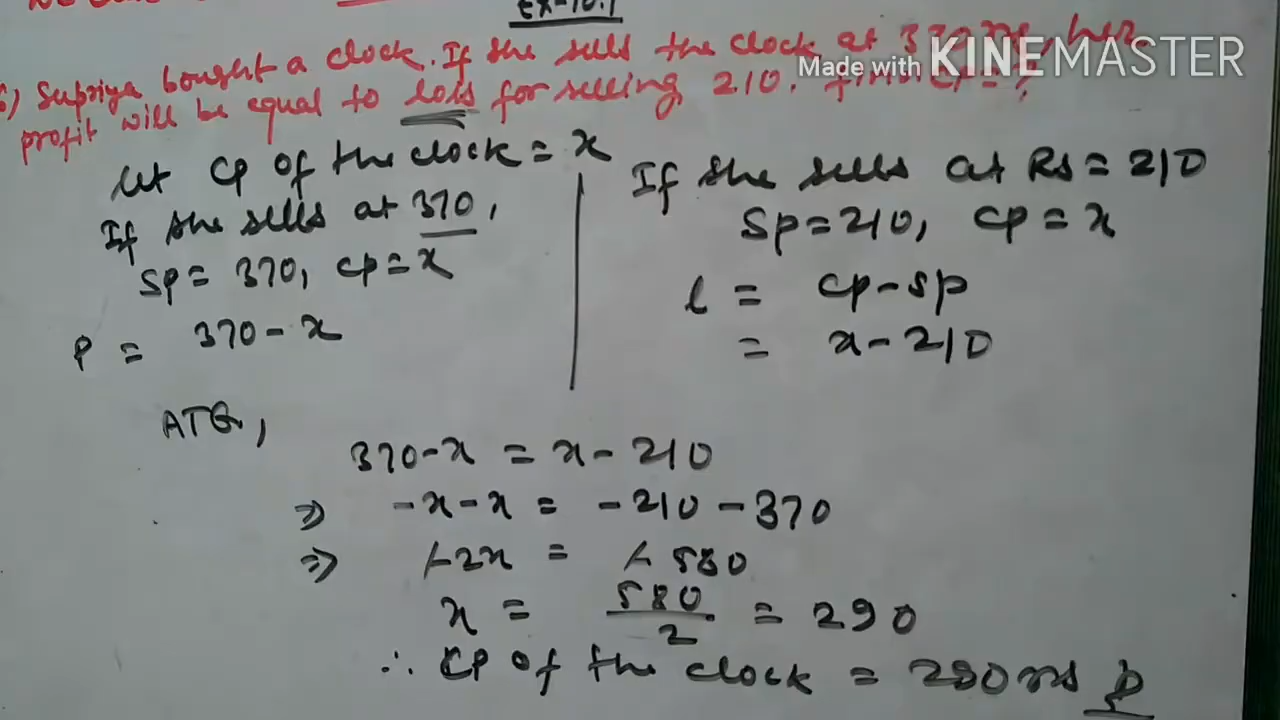 EX-10.1
6) Supriya bought a clock. If she sells the clock at 370 rs, her
profit will be equal to loss for selling 210. find CP = ?
Made with KINEMASTER
Let CP of the clock = x
If she sells at 370,
SP = 370, CP = x
P = 370 - x
If she sells at Rs = 210
SP = 210, CP = x
l = CP - SP
= x - 210
ATQ,
370 - x = x - 210
⇒ -x - x = -210 - 370
⇒ -2x = -580
x = 580/2 = 290
∴ CP of the clock = 290 rs